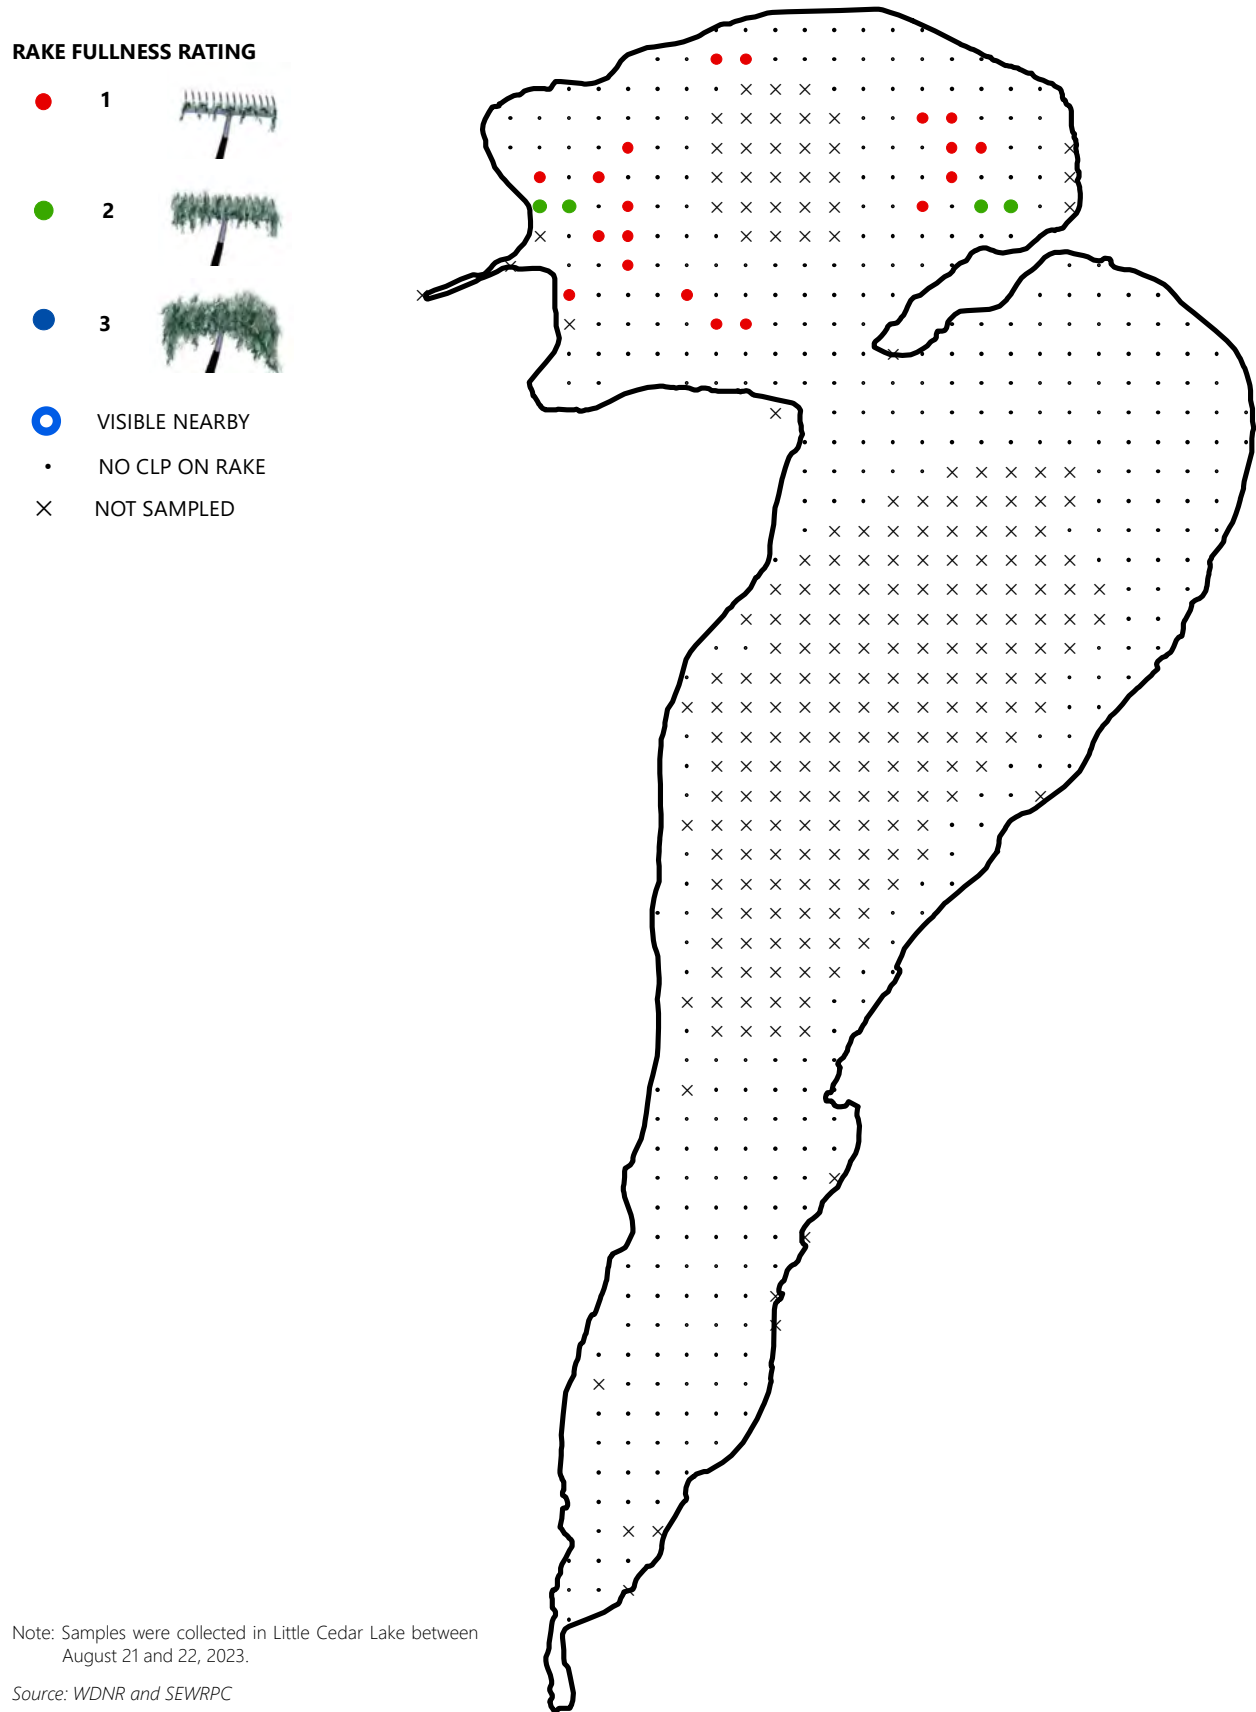 RAKE FULLNESS RATING
1
2
3
VISIBLE NEARBY
NO CLP ON RAKE
NOT SAMPLED
Note: Samples were collected in Little Cedar Lake between
August 21 and 22, 2023.
Source: WDNR and SEWRPC